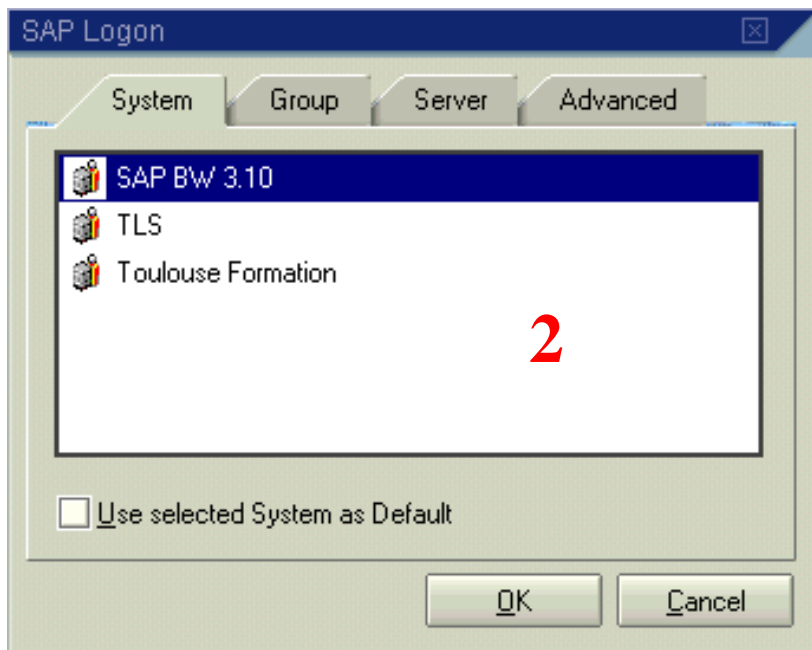 SAP Logon
System Group Server Advanced
SAP BW 3.10
TLS
Toulouse Formation
2
Use selected System as Default
OK Cancel